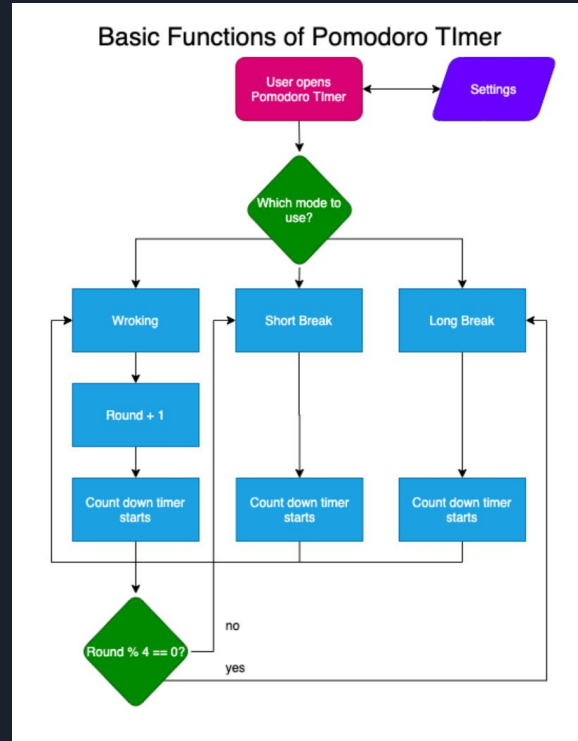 Basic Functions of Pomodoro TImer
User opens
Pomodoro TImer
Settings
Which mode to
use?
Wroking
Short Break
Long Break
Round + 1
Count down timer
starts
Count down timer
starts
Count down timer
starts
no
Round % 4 == 0?
yes